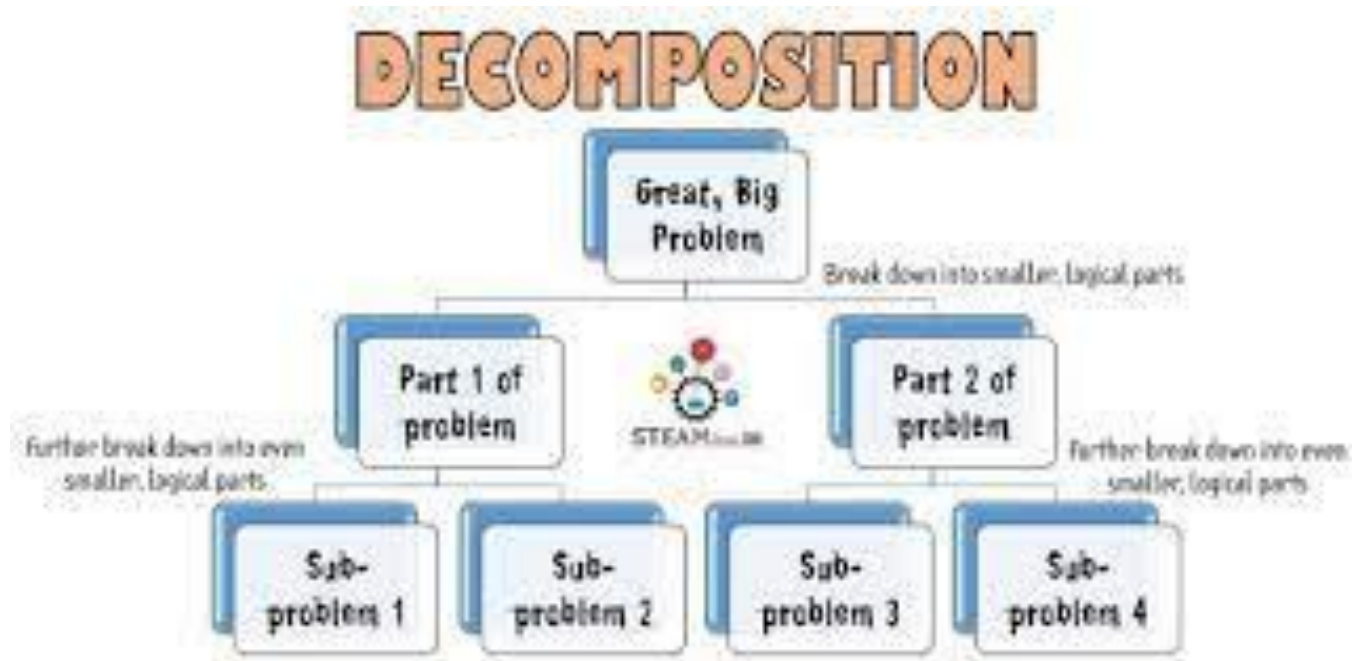 DECOMPOSITION
Great, Big
Problem
Break down into smaller, logical parts
Part 1 of
problem
STEAM
Part 2 of
problem
Further break down into even
smaller, logical parts
Further break down into even
smaller, logical parts
Sub-
problem 1
Sub-
problem 2
Sub-
problem 3
Sub-
problem 4